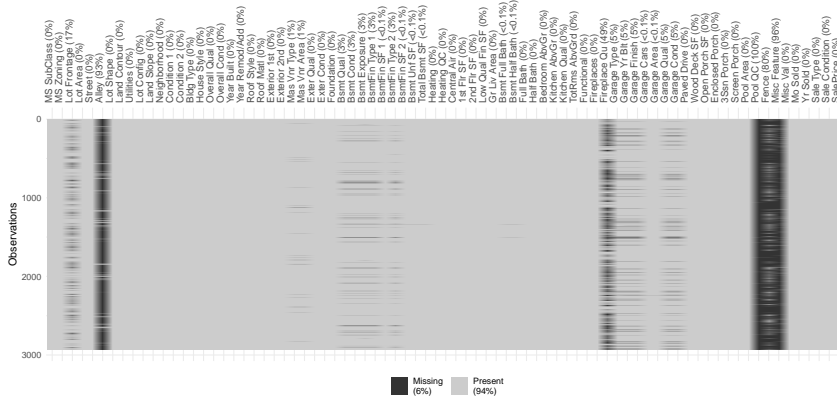 MS SubClass (0%)
MS Zoning (0%)
Lot Frontage (17%)
Lot Area (0%)
Street (0%)
Alley (93%)
Lot Shape (0%)
Land Contour (0%)
Utilities (0%)
Lot Config (0%)
Land Slope (0%)
Neighborhood (0%)
Condition 1 (0%)
Condition 2 (0%)
Bldg Type (0%)
House Style (0%)
Overall Qual (0%)
Overall Cond (0%)
Year Built (0%)
Year Remod/Add (0%)
Roof Style (0%)
Roof Matl (0%)
Exterior 1st (0%)
Exterior 2nd (0%)
Mas Vnr Type (1%)
Mas Vnr Area (1%)
Exter Qual (0%)
Exter Cond (0%)
Foundation (0%)
Bsmt Qual (3%)
Bsmt Cond (3%)
Bsmt Exposure (3%)
BsmtFin Type 1 (3%)
BsmtFin SF 1 (<0.1%)
BsmtFin Type 2 (3%)
BsmtFin SF 2 (<0.1%)
Bsmt Unf SF (<0.1%)
Total Bsmt SF (<0.1%)
Heating (0%)
Heating QC (0%)
Central Air (0%)
1st Flr SF (0%)
2nd Flr SF (0%)
Low Qual Fin SF (0%)
Gr Liv Area (0%)
Bsmt Full Bath (<0.1%)
Bsmt Half Bath (<0.1%)
Full Bath (0%)
Half Bath (0%)
Bedroom AbvGr (0%)
Kitchen AbvGr (0%)
Kitchen Qual (0%)
TotRms AbvGrd (0%)
Functional (0%)
Fireplaces (0%)
Fireplace Qu (49%)
Garage Type (5%)
Garage Yr Blt (5%)
Garage Finish (5%)
Garage Cars (<0.1%)
Garage Area (<0.1%)
Garage Qual (5%)
Garage Cond (5%)
Paved Drive (0%)
Wood Deck SF (0%)
Open Porch SF (0%)
Enclosed Porch (0%)
3Ssn Porch (0%)
Screen Porch (0%)
Pool Area (0%)
Pool QC (100%)
Fence (80%)
Misc Feature (96%)
Misc Val (0%)
Mo Sold (0%)
Yr Sold (0%)
Sale Type (0%)
Sale Condition (0%)
Observations
0
1000
2000
3000
Missing
(6%)
Present
(94%)